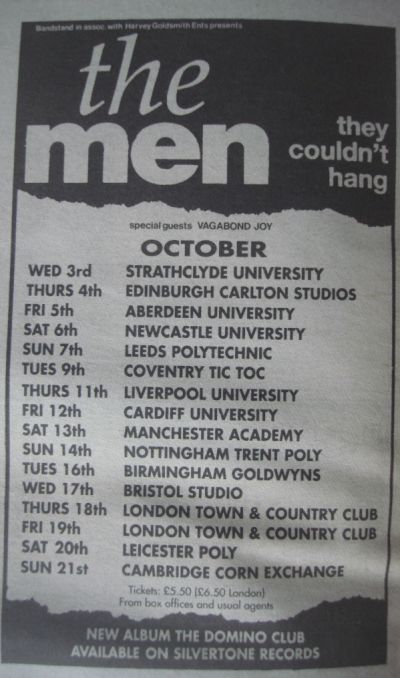 Bandstand in assoc. with Harvey Goldsmith Ents presents
the
men
they
couldn't
hang
special guests VAGABOND JOY
OCTOBER
WED 3rd STRATHCLYDE UNIVERSITY
THURS 4th EDINBURGH CARLTON STUDIOS
FRI 5th ABERDEEN UNIVERSITY
SAT 6th NEWCASTLE UNIVERSITY
SUN 7th LEEDS POLYTECHNIC
TUES 9th COVENTRY TIC TOC
THURS 11th LIVERPOOL UNIVERSITY
FRI 12th CARDIFF UNIVERSITY
SAT 13th MANCHESTER ACADEMY
SUN 14th NOTTINGHAM TRENT POLY
TUES 16th BIRMINGHAM GOLDWYNS
WED 17th BRISTOL STUDIO
THURS 18th LONDON TOWN & COUNTRY CLUB
FRI 19th LONDON TOWN & COUNTRY CLUB
SAT 20th LEICESTER POLY
SUN 21st CAMBRIDGE CORN EXCHANGE
Tickets: £5.50 (£6.50 London)
From box offices and usual agents
NEW ALBUM THE DOMINO CLUB
AVAILABLE ON SILVERTONE RECORDS